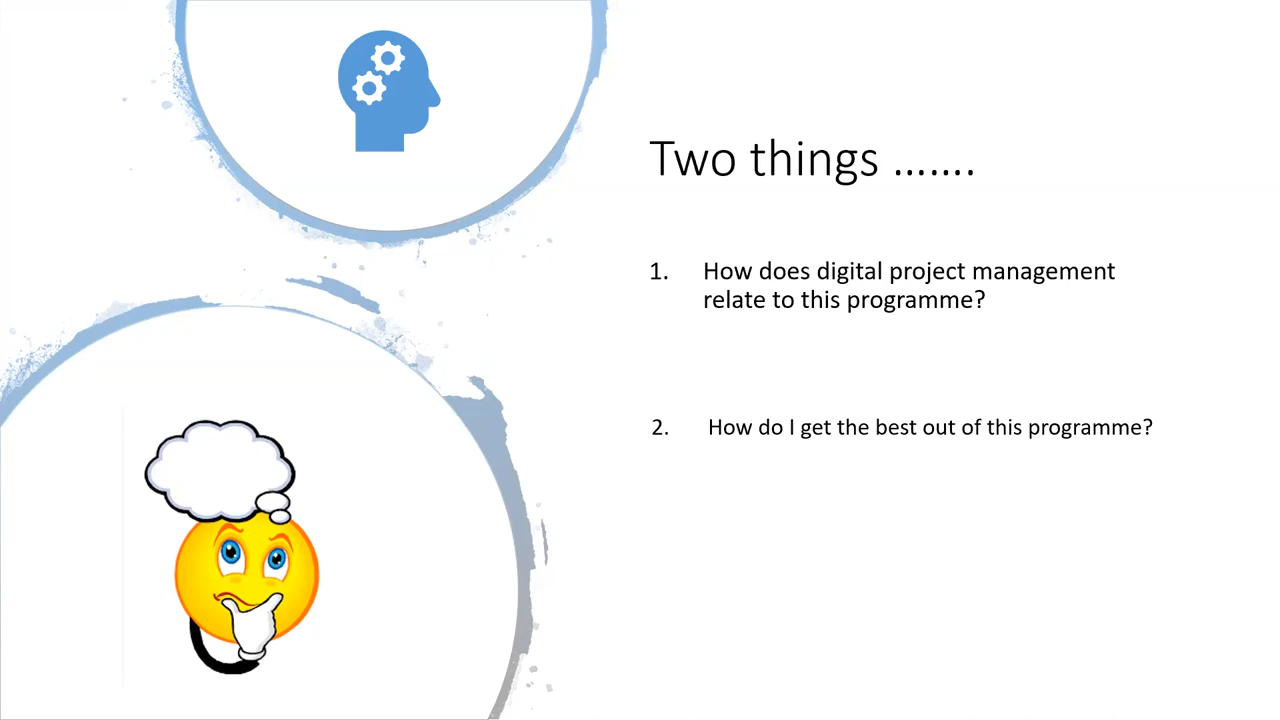 Two things .......
1. How does digital project management
relate to this programme?
2. How do I get the best out of this programme?